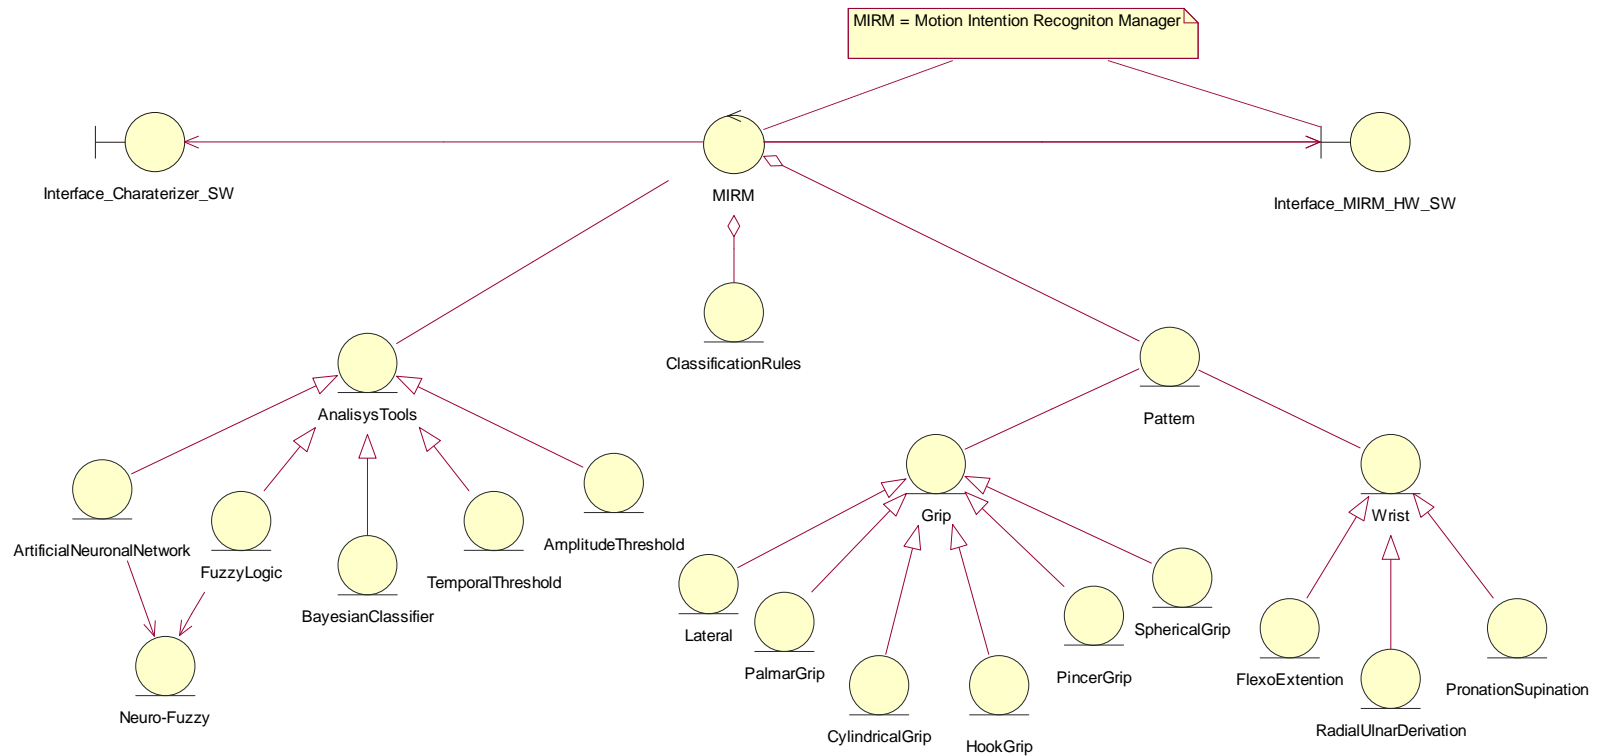 MIRM = Motion Intention Recogniton Manager
Interface_Charaterizer_SW
MIRM
Interface_MIRM_HW_SW
ClassificationRules
AnalisysTools
Pattern
Grip
Wrist
ArtificialNeuronalNetwork
FuzzyLogic
BayesianClassifier
TemporalThreshold
AmplitudeThreshold
Neuro-Fuzzy
Lateral
PalmarGrip
CylindricalGrip
HookGrip
PincerGrip
SphericalGrip
FlexoExtention
RadialUlnarDerivation
PronationSupination